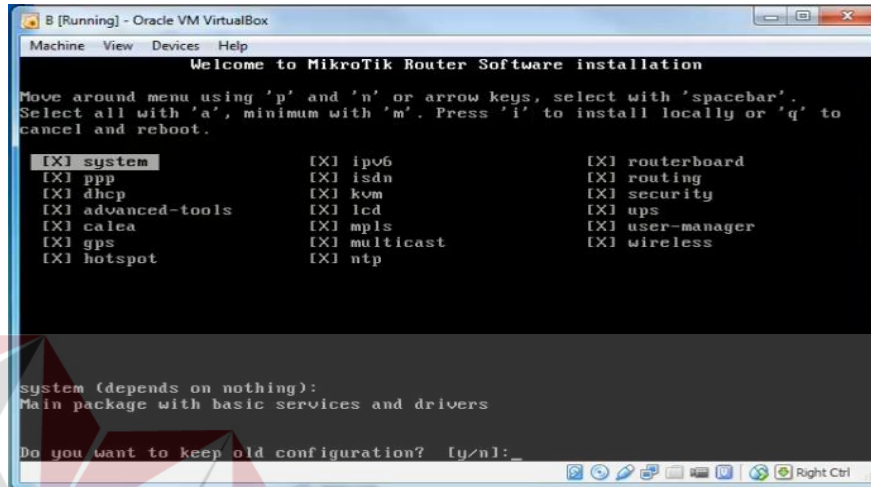 B [Running] - Oracle VM VirtualBox
Machine View Devices Help
Welcome to MikroTik Router Software installation
Move around menu using 'p' and 'n' or arrow keys, select with 'spacebar'.
Select all with 'a', minimum with 'm'. Press 'i' to install locally or 'q' to
cancel and reboot.
[X] system [X] ipv6 [X] routerboard
[X] ppp [X] isdn [X] routing
[X] dhcp [X] kvm [X] security
[X] advanced-tools [X] lcd [X] ups
[X] calea [X] mpls [X] user-manager
[X] gps [X] multicast [X] wireless
[X] hotspot [X] ntp
system (depends on nothing):
Main package with basic services and drivers
Do you want to keep old configuration? [y/n]:_
Right Ctrl